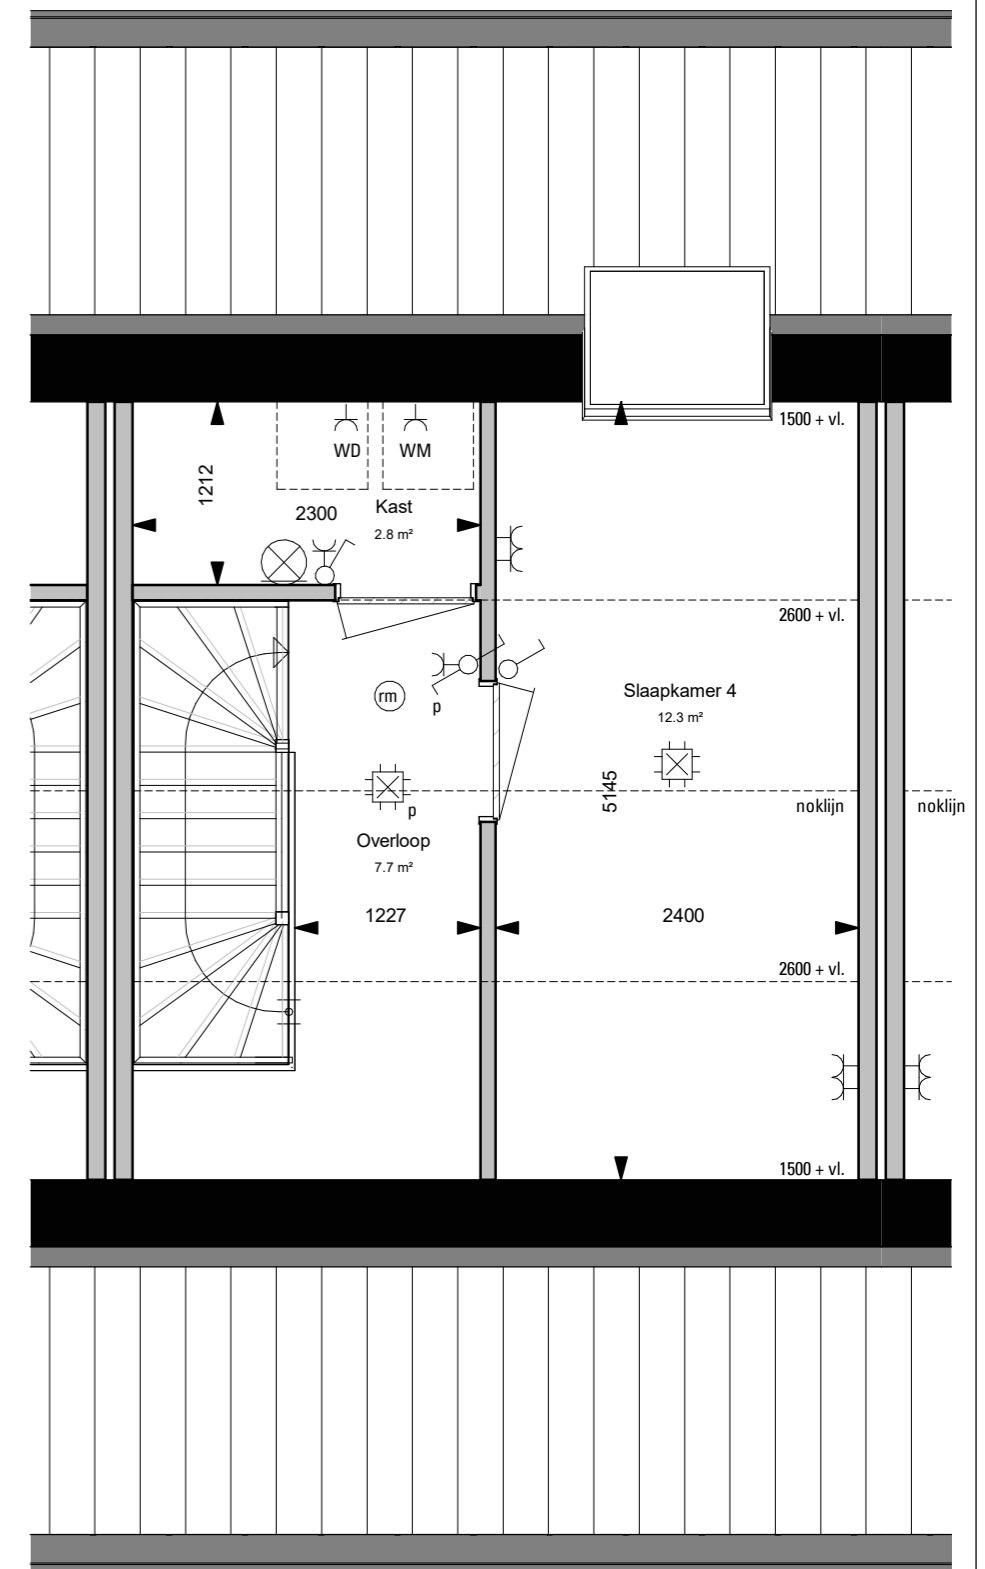 1500 + vl.
WD
WM
1212
Kast
2300
2.8 m²
2600 + vl.
rm
p
Slaapkamer 4
12.3 m²
5145
noklijn
noklijn
p
Overloop
7.7 m²
1227
2400
2600 + vl.
1500 + vl.